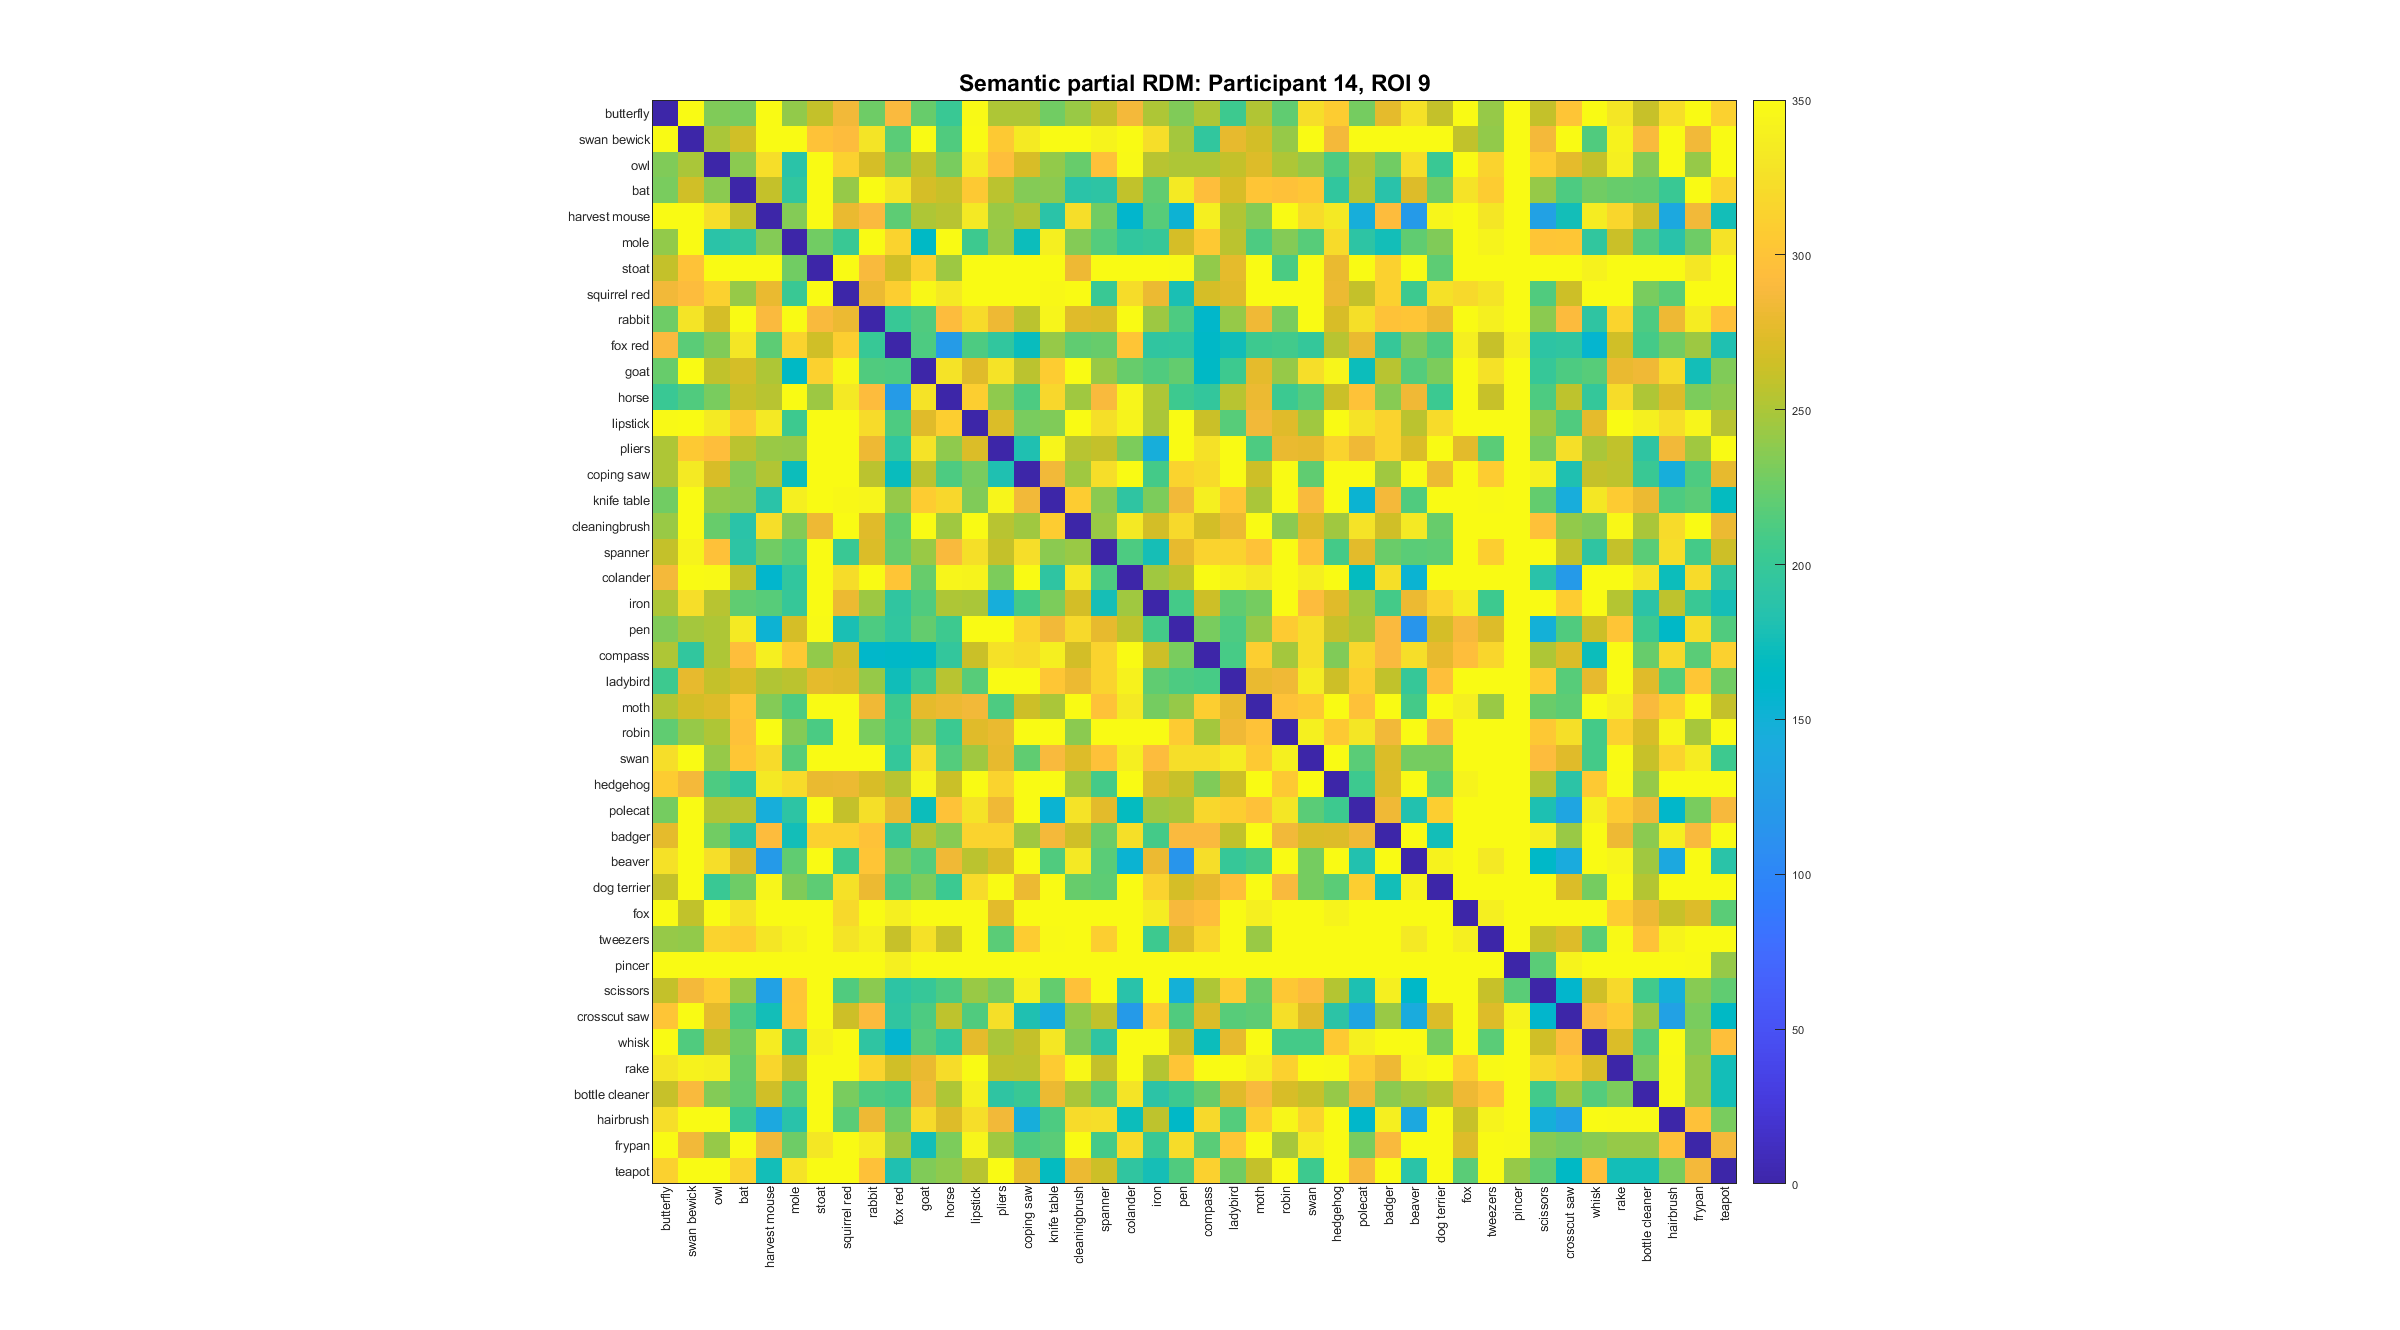 Semantic partial RDM: Participant 14, ROI 9
butterfly
swan bewick
owl
bat
harvest mouse
mole
stoat
squirrel red
rabbit
fox red
goat
horse
lipstick
pliers
coping saw
knife table
cleaningbrush
spanner
colander
iron
pen
compass
ladybird
moth
robin
swan
hedgehog
polecat
badger
beaver
dog terrier
fox
tweezers
pincer
scissors
crosscut saw
whisk
rake
bottle cleaner
hairbrush
frypan
teapot
butterfly
swan bewick
owl
bat
harvest mouse
mole
stoat
squirrel red
rabbit
fox red
goat
horse
lipstick
pliers
coping saw
knife table
cleaningbrush
spanner
colander
iron
pen
compass
ladybird
moth
robin
swan
hedgehog
polecat
badger
beaver
dog terrier
fox
tweezers
pincer
scissors
crosscut saw
whisk
rake
bottle cleaner
hairbrush
frypan
teapot
350
300
250
200
150
100
50
0